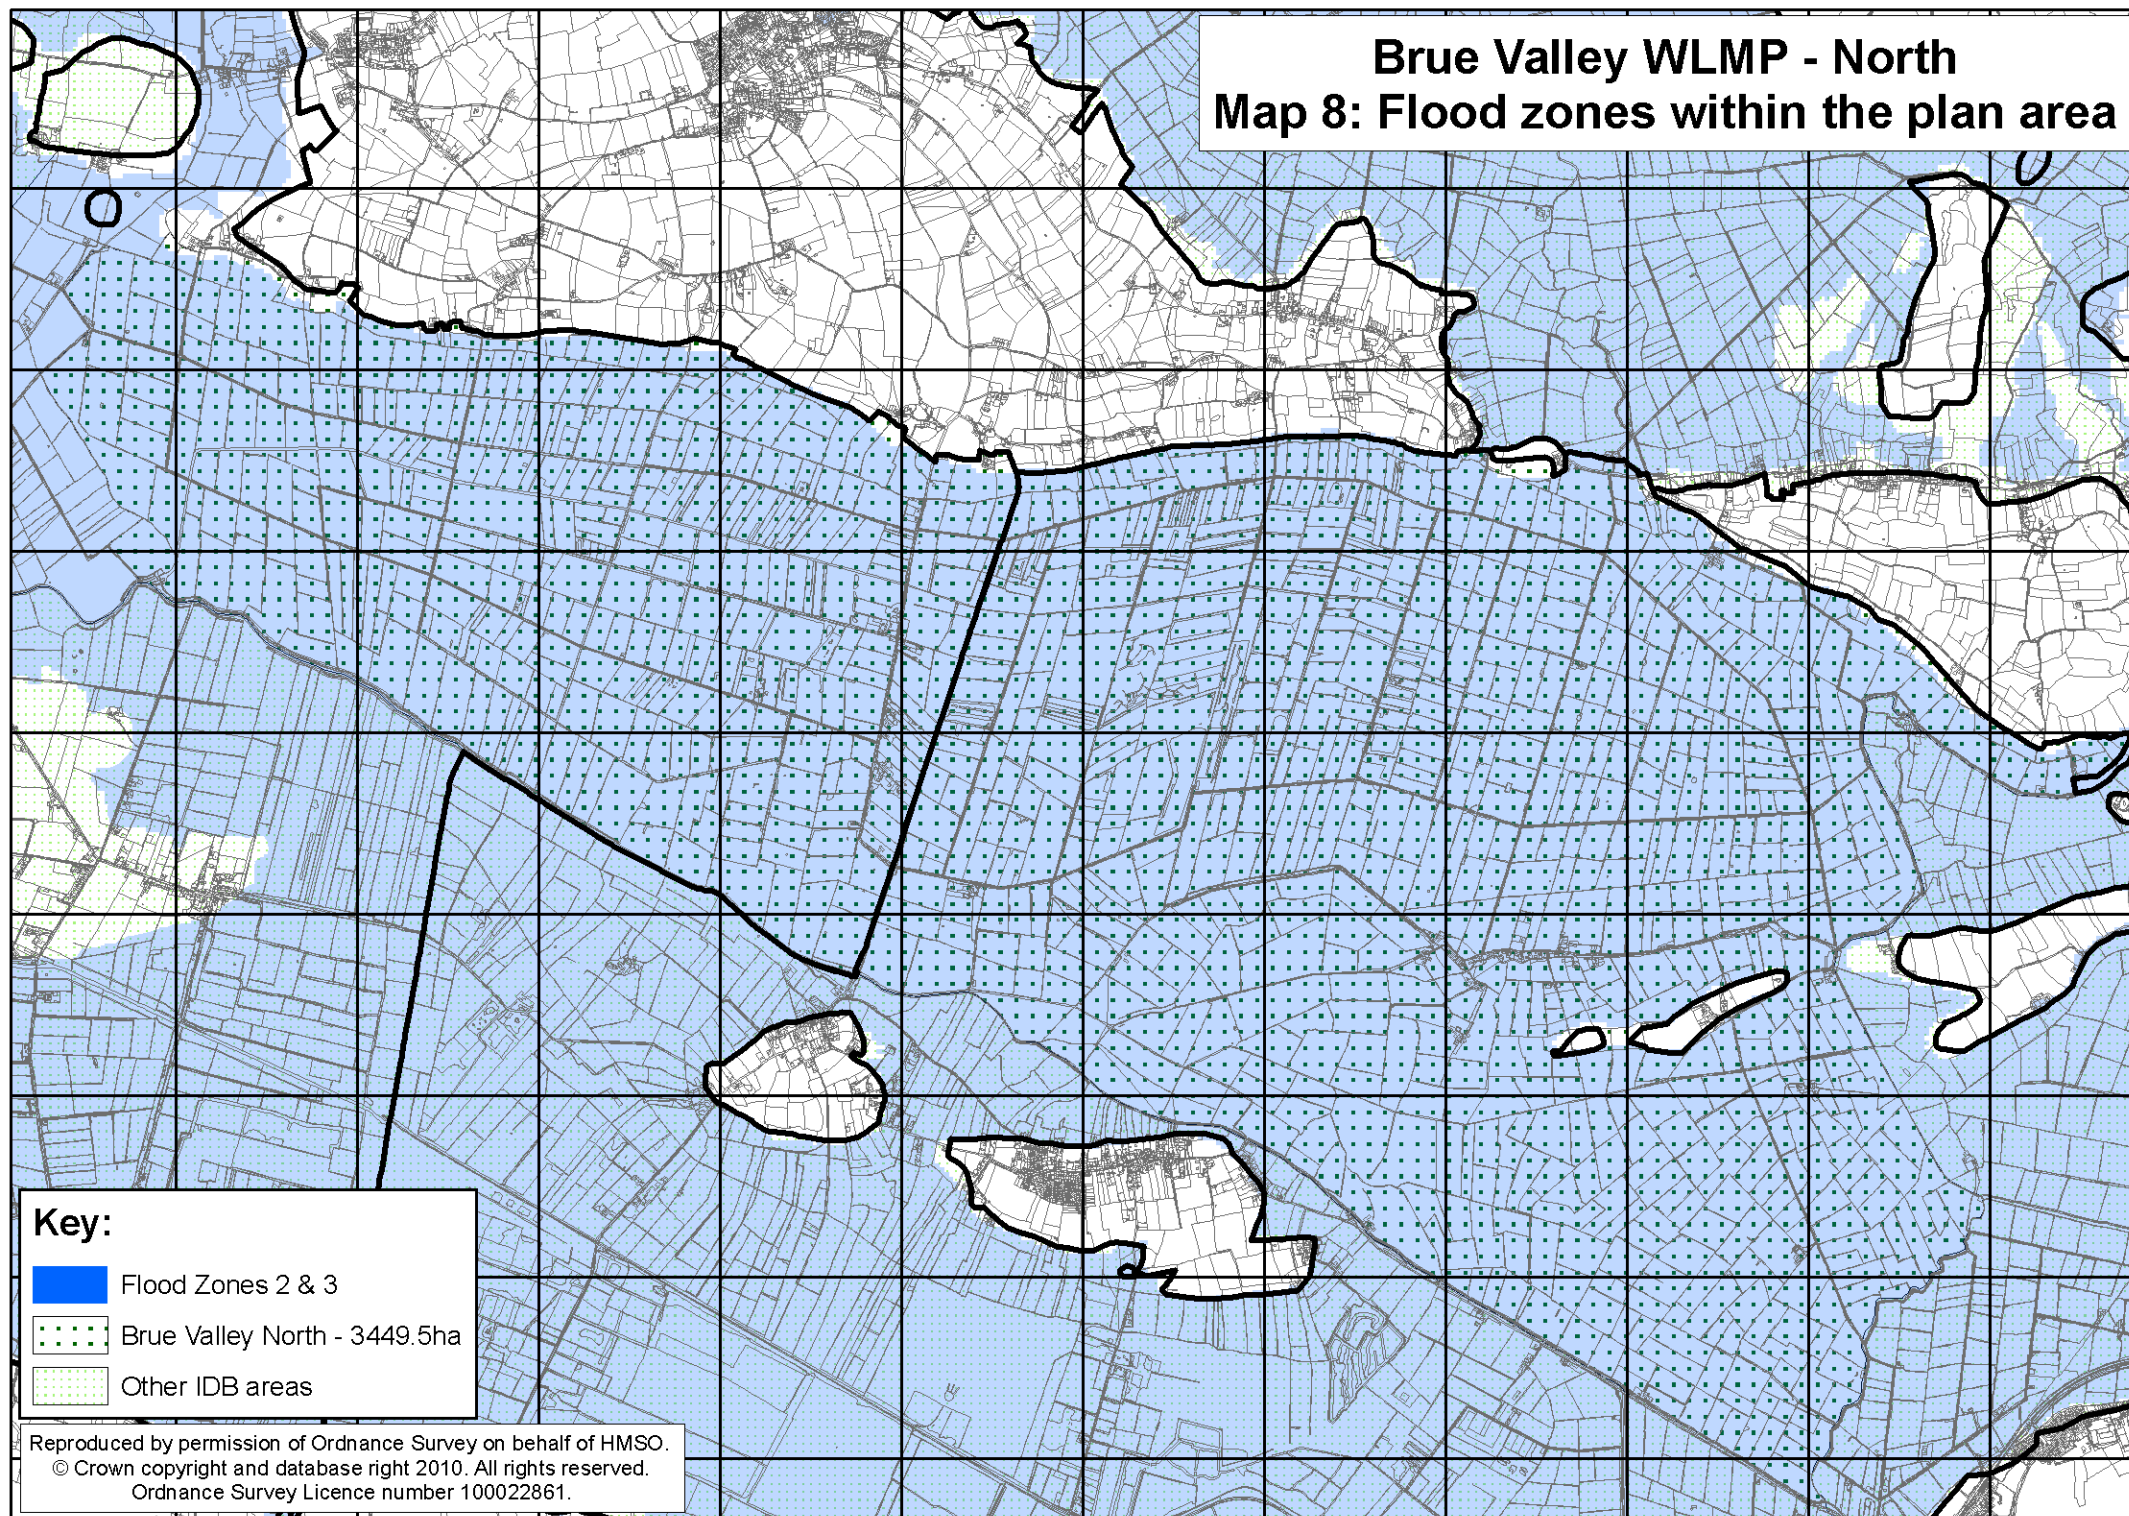 Brue Valley WLMP - North
Map 8: Flood zones within the plan area
Key:
Flood Zones 2 & 3
Brue Valley North - 3449.5ha
Other IDB areas
Reproduced by permission of Ordnance Survey on behalf of HMSO.
© Crown copyright and database right 2010. All rights reserved.
Ordnance Survey Licence number 100022861.